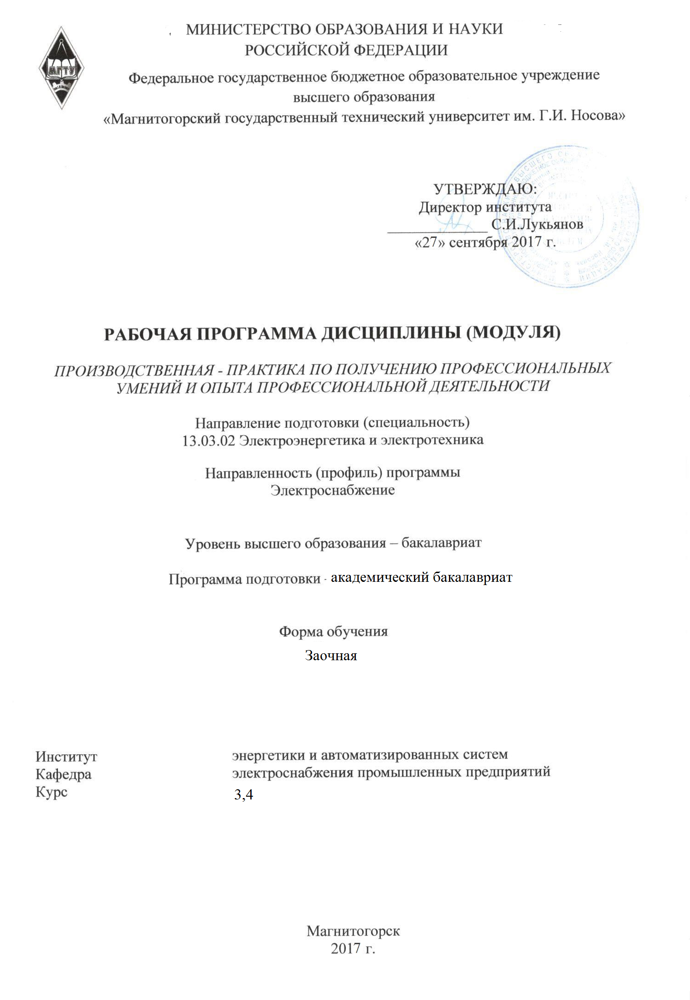 МИНИСТЕРСТВО ОБРАЗОВАНИЯ И НАУКИ
РОССИЙСКОЙ ФЕДЕРАЦИИ
Федеральное государственное бюджетное образовательное учреждение
высшего образования
«Магнитогорский государственный технический университет им. Г.И. Носова»
МГТУ
УТВЕРЖДАЮ:
Директор института
С.И.Лукьянов
«27» сентября 2017 г.
РАБОЧАЯ ПРОГРАММА ДИСЦИПЛИНЫ (МОДУЛЯ)
ПРОИЗВОДСТВЕННАЯ - ПРАКТИКА ПО ПОЛУЧЕНИЮ ПРОФЕССИОНАЛЬНЫХ
УМЕНИЙ И ОПЫТА ПРОФЕССИОНАЛЬНОЙ ДЕЯТЕЛЬНОСТИ
Направление подготовки (специальность)
13.03.02 Электроэнергетика и электротехника
Направленность (профиль) программы
Электроснабжение
Уровень высшего образования – бакалавриат
Программа подготовки - академический бакалавриат
Форма обучения
Заочная
Институт энергетики и автоматизированных систем
Кафедра электроснабжения промышленных предприятий
Курс 3,4
Магнитогорск
2017 г.